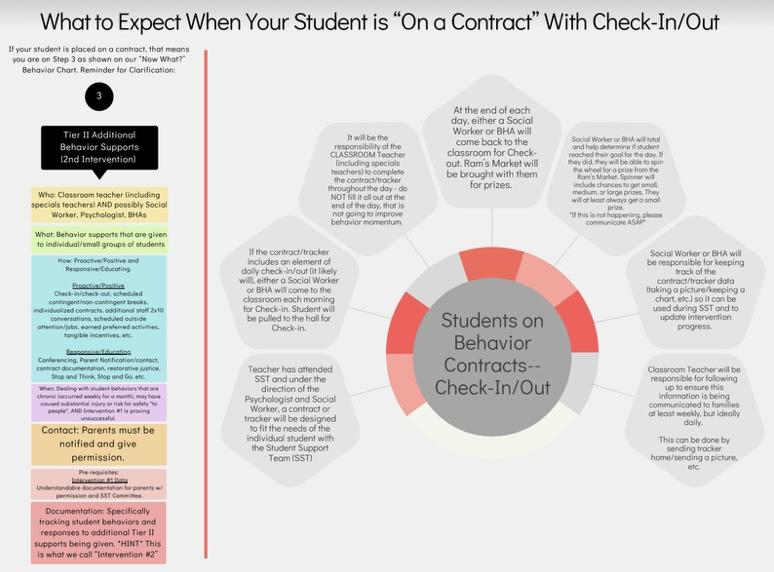 What to Expect When Your Student is “On a Contract” With Check-In/Out
If your student is placed on a contract, that means
you are on Step 3 as shown on our “Now What?”
Behavior Chart. Reminder for Clarification:
3
Tier II Additional
Behavior Supports
(2nd Intervention)
Who: Classroom teacher (including
specials teachers) AND possibly Social
Worker, Psychologist, BHAs
What: Behavior supports that are given
to individual/small groups of students
How: Proactive/Positive and
Responsive/Educating.
Proactive/Positive
Check-in/check-out, scheduled
contingent/non-contingent breaks,
individualized contracts, additional staff 2x10
conversations, scheduled outside
attention/jobs, earned preferred activities,
tangible incentives, etc.
Responsive/Educating
Conferencing, Parent Notification/contact,
contract documentation, restorative justice,
Stop and Think, Stop and Go, etc.
When: Dealing with student behaviors that are
chronic (occurred weekly for a month), may have
caused substantial injury or risk for safety "to
people", AND Intervention #1 is proving
unsuccessful.
Contact: Parents must be
notified and give
permission.
Pre-requisites:
Intervention #1 Data
Understandable documentation for parents w/
permission and SST Committee.
Documentation: Specifically
tracking student behaviors and
responses to additional Tier II
supports being given. *HINT* This
is what we call “Intervention #2”
Teacher has attended
SST and under the
direction of the
Psychologist and Social
Worker, a contract or
tracker will be designed
to fit the needs of the
individual student with
the Student Support
Team (SST)
If the contract/tracker
includes an element of
daily check-in/out (it likely
will), either a Social Worker
or BHA will come to the
classroom each morning
for Check-in. Student will
be pulled to the hall for
Check-in.
It will be the
responsibility of the
CLASSROOM Teacher
(including specials
teachers) to complete
the contract/tracker
throughout the day - do
NOT fill it all out at the
end of the day, that is
not going to improve
behavior momentum.
At the end of each
day, either a Social
Worker or BHA will
come back to the
classroom for Check-
out. Ram's Market will
be brought with them
for prizes.
Social Worker or BHA will total
and help determine if student
reached their goal for the day. If
they did, they will be able to spin
the wheel for a prize from the
Ram's Market. Spinner will
include chances to get small,
medium, or large prizes. They
will at least always get a small
prize.
*If this is not happening, please
communicate ASAP*
Social Worker or BHA will
be responsible for keeping
track of the
contract/tracker data
(taking a picture/keeping a
chart, etc.) so it can be
used during SST and to
update intervention
progress.
Classroom Teacher will be
responsible for following
up to ensure this
information is being
communicated to families
at least weekly, but ideally
daily.
This can be done by
sending tracker
home/sending a picture,
etc.
Students on
Behavior
Contracts--
Check-In/Out